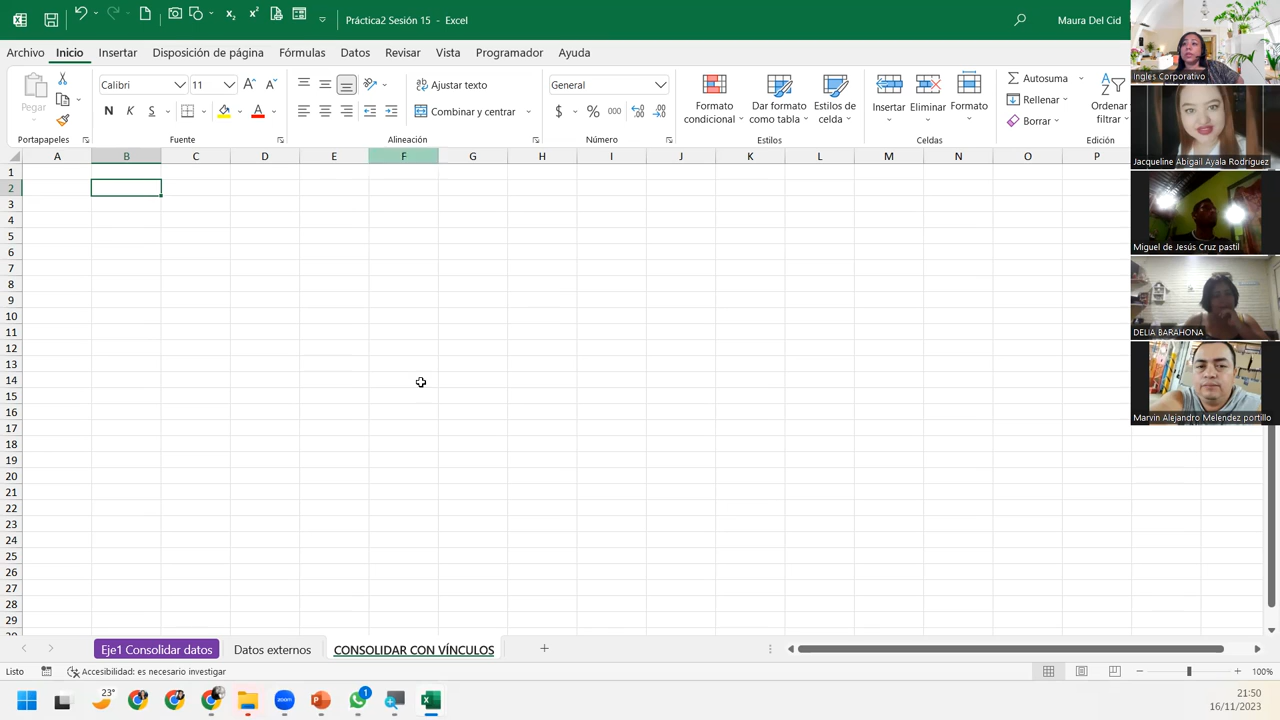 Práctica2 Sesión 15 - Excel
Maura Del Cid
Archivo Inicio Insertar Disposición de página Fórmulas Datos Revisar Vista Programador Ayuda
Pegar
Calibri 11
N K S
Ajustar texto
Combinar y centrar
General
$ % 000
Formato condicional
Dar formato como tabla
Estilos de celda
Insertar Eliminar Formato
Autosuma
Rellenar
Borrar
Ordenar filtrar
Portapapeles Fuente Alineación Número Estilos Celdas Edición
A B C D E F G H I J K L M N O P
1
2
3
4
5
6
7
8
9
10
11
12
13
14
15
16
17
18
19
20
21
22
23
24
25
26
27
28
29
Ingles Corporativo
Jacqueline Abigail Ayala Rodríguez
Miguel de Jesús Cruz pastil
DELIA BARAHONA
Marvin Alejandro Melendez portillo
Eje1 Consolidar datos Datos externos CONSOLIDAR CON VÍNCULOS
Listo Accesibilidad: es necesario investigar 100%
23°
zoom
1
21:50
16/11/2023